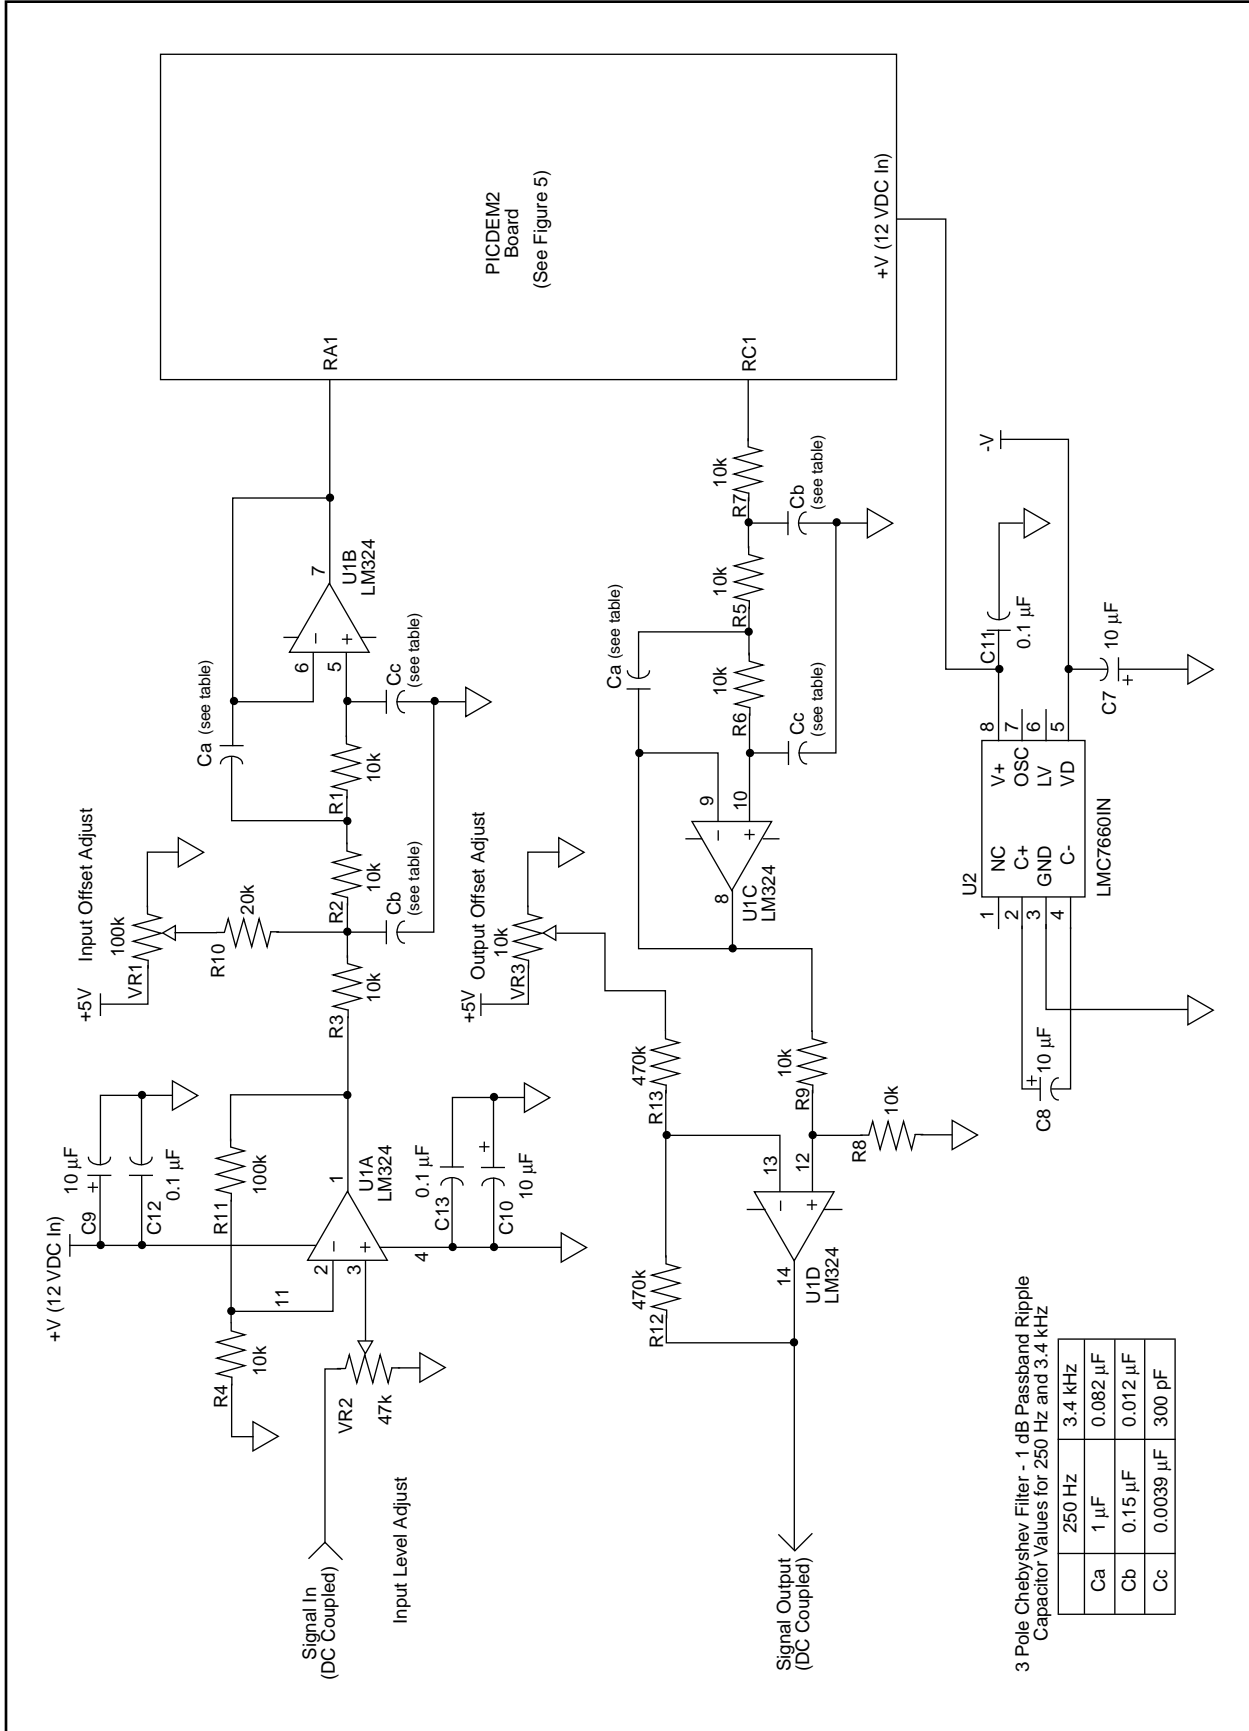 PICDEM2
Board
(See Figure 5)
RA1
RC1
+V (12 VDC In)
+V (12 VDC In)
C9
10 µF
+
C12
0.1 µF
R4
10k
R11
100k
11
2
3
1
4
U1A
LM324
−
+
VR2
47k
Signal In
(DC Coupled)
Input Level Adjust
C13
0.1 µF
C10
10 µF
+
+5V
VR1
100k
Input Offset Adjust
R10
20k
R3
10k
R2
10k
R1
10k
Ca (see table)
Cb
(see table)
Cc
(see table)
6
5
7
−
+
U1B
LM324
+5V
VR3
10k
Output Offset Adjust
R12
470k
R13
470k
13
12
14
−
+
U1D
LM324
R9
10k
R8
10k
Signal Output
(DC Coupled)
9
10
8
−
+
U1C
LM324
Ca (see table)
R6
10k
R5
10k
R7
10k
Cc
(see table)
Cb
(see table)
C8
10 µF
+
U2
LMC7660IN
1
2
3
4
NC
C+
GND
C-
V+
OSC
LV
VD
8
7
6
5
C11
0.1 µF
C7
10 µF
+
-V
3 Pole Chebyshev Filter - 1 dB Passband Ripple
Capacitor Values for 250 Hz and 3.4 kHz
250 Hz 3.4 kHz
Ca 1 µF 0.082 µF
Cb 0.15 µF 0.012 µF
Cc 0.0039 µF 300 pF